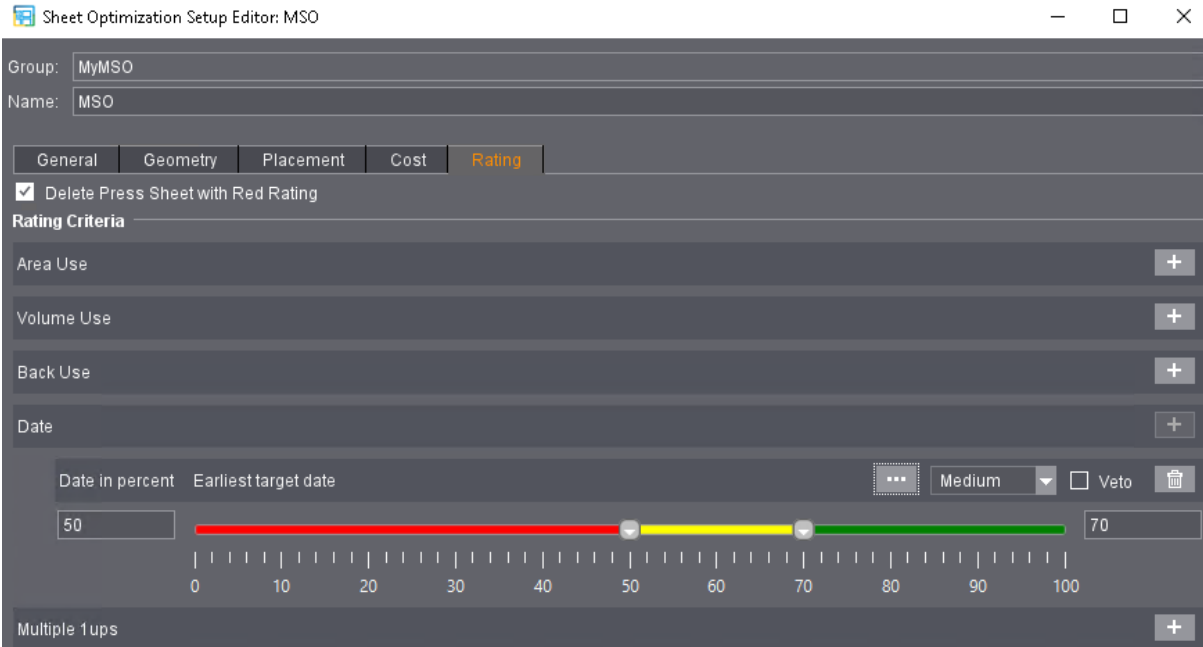 Sheet Optimization Setup Editor: MSO
Group: MyMSO
Name: MSO
General Geometry Placement Cost Rating
Delete Press Sheet with Red Rating
Rating Criteria
Area Use
Volume Use
Back Use
Date
Date in percent Earliest target date ... Medium Veto
50 70
0 10 20 30 40 50 60 70 80 90 100
Multiple 1ups